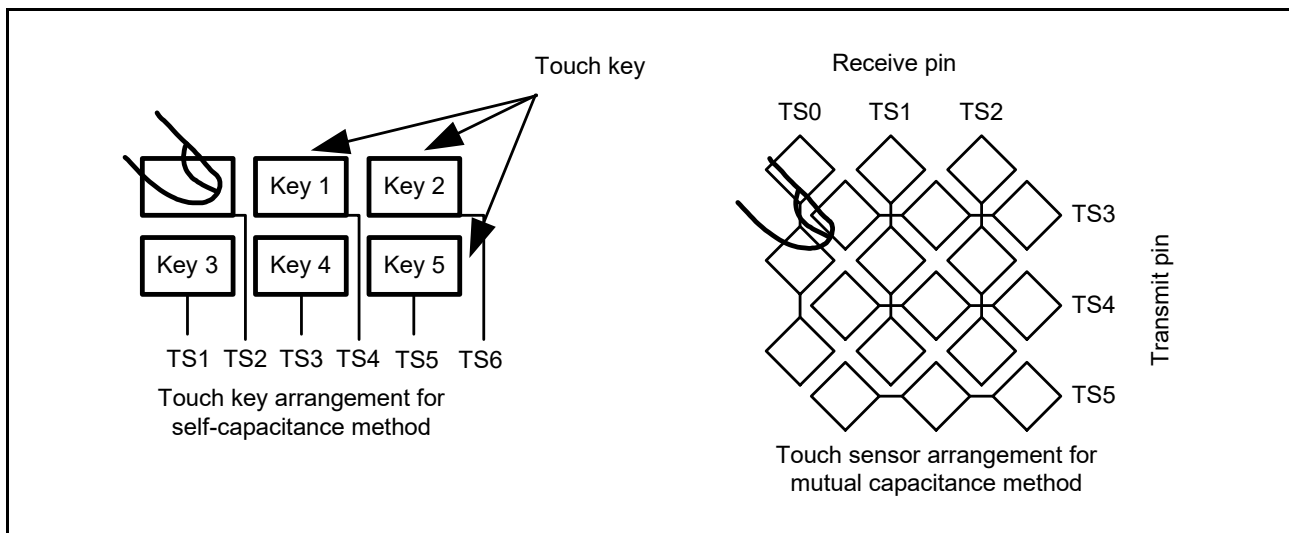 Touch key
Key 1
Key 2
Key 3
Key 4
Key 5
TS1 TS2 TS3 TS4 TS5 TS6
Touch key arrangement for
self-capacitance method
Receive pin
TS0 TS1 TS2
TS3
TS4
TS5
Transmit pin
Touch sensor arrangement for
mutual capacitance method